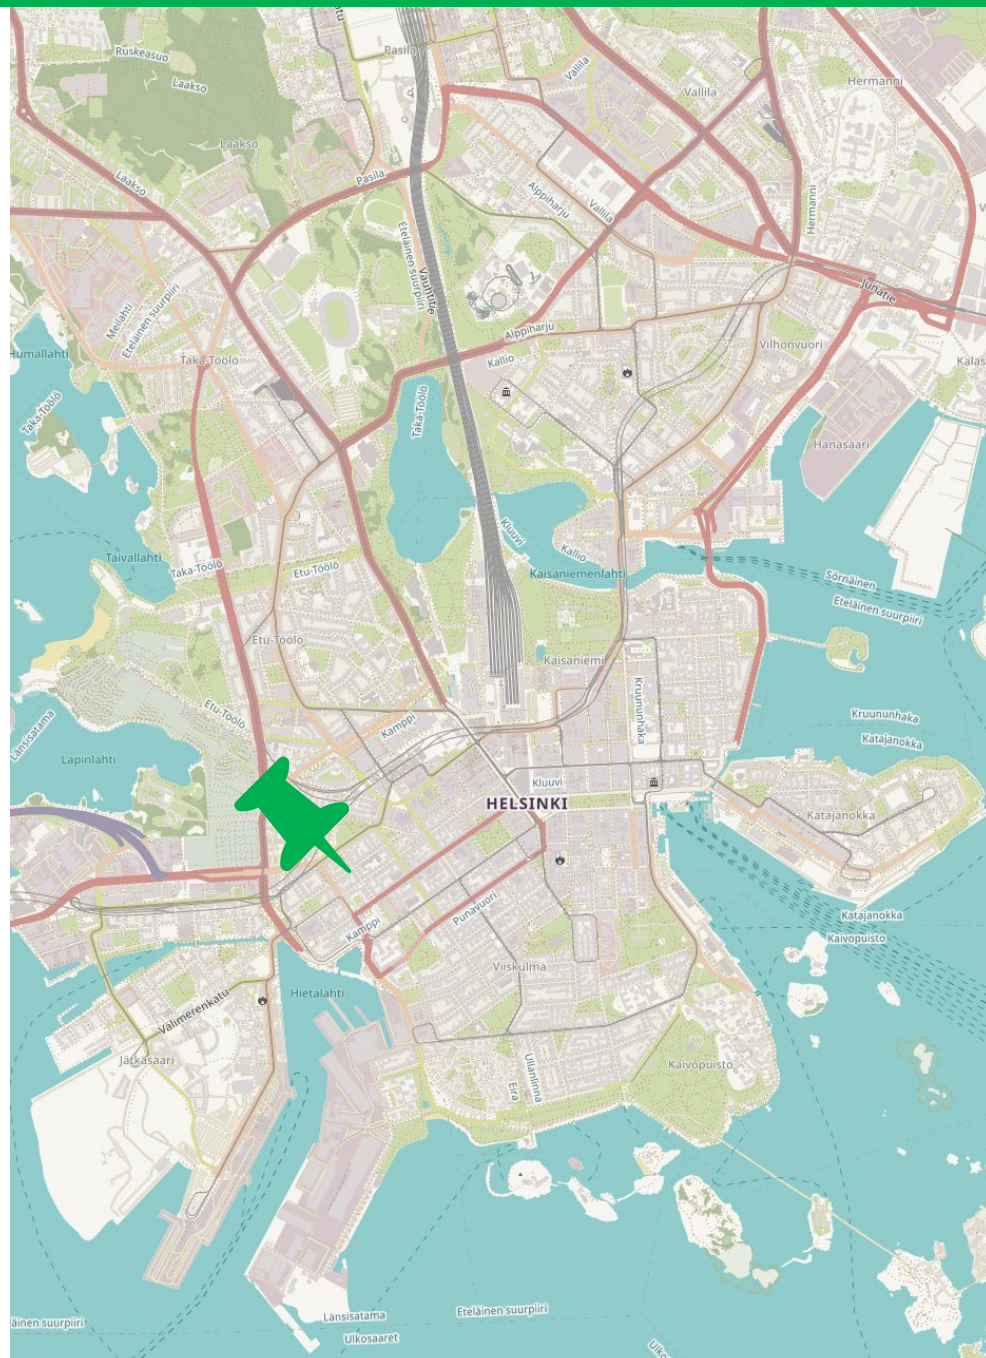 Ruskeasuo
Laakso
Pasila
Vallila
Vallila
Hermanni
Laakso
Laakso
Pasila
Alppiharju
Vallila
Hermanni
Eteläinen suurpiiri
Vauhtitie
Meilahti
Eteläinen suurpiiri
Junatie
Humallahti
Taka-Töölö
Alppiharju
Kallio
Vilhonvuori
Kalas
Taka-Töölö
Taka-Töölö
Hanasaari
Taivallahti
Taka-Töölö
Etu-Töölö
Kluuvi
Kallio
Kaisaniemenlahti
Sörnäinen
Eteläinen suurpiiri
Etu-Töölö
Kaisaniemi
Etu-Töölö
Kamppi
Kruununhaka
Kruununhaka
Katajanokka
Länsisatama
Lapinlahti
Kluuvi
HELSINKI
Katajanokka
Kamppi
Punavuori
Katajanokka
Kaivopuisto
Viiskulma
Hietalahti
Välimerenkatu
Jätkäsaari
Eira
Ullanlinna
Kaivopuisto
läinen suurpiiri
Länsisatama
Ulkosaaret
Eteläinen suurpiiri